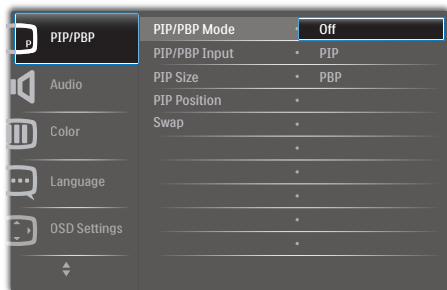 P
PIP/PBP
Audio
Color
Language
OSD Settings
PIP/PBP Mode
PIP/PBP Input
PIP Size
PIP Position
Swap
Off
PIP
PBP